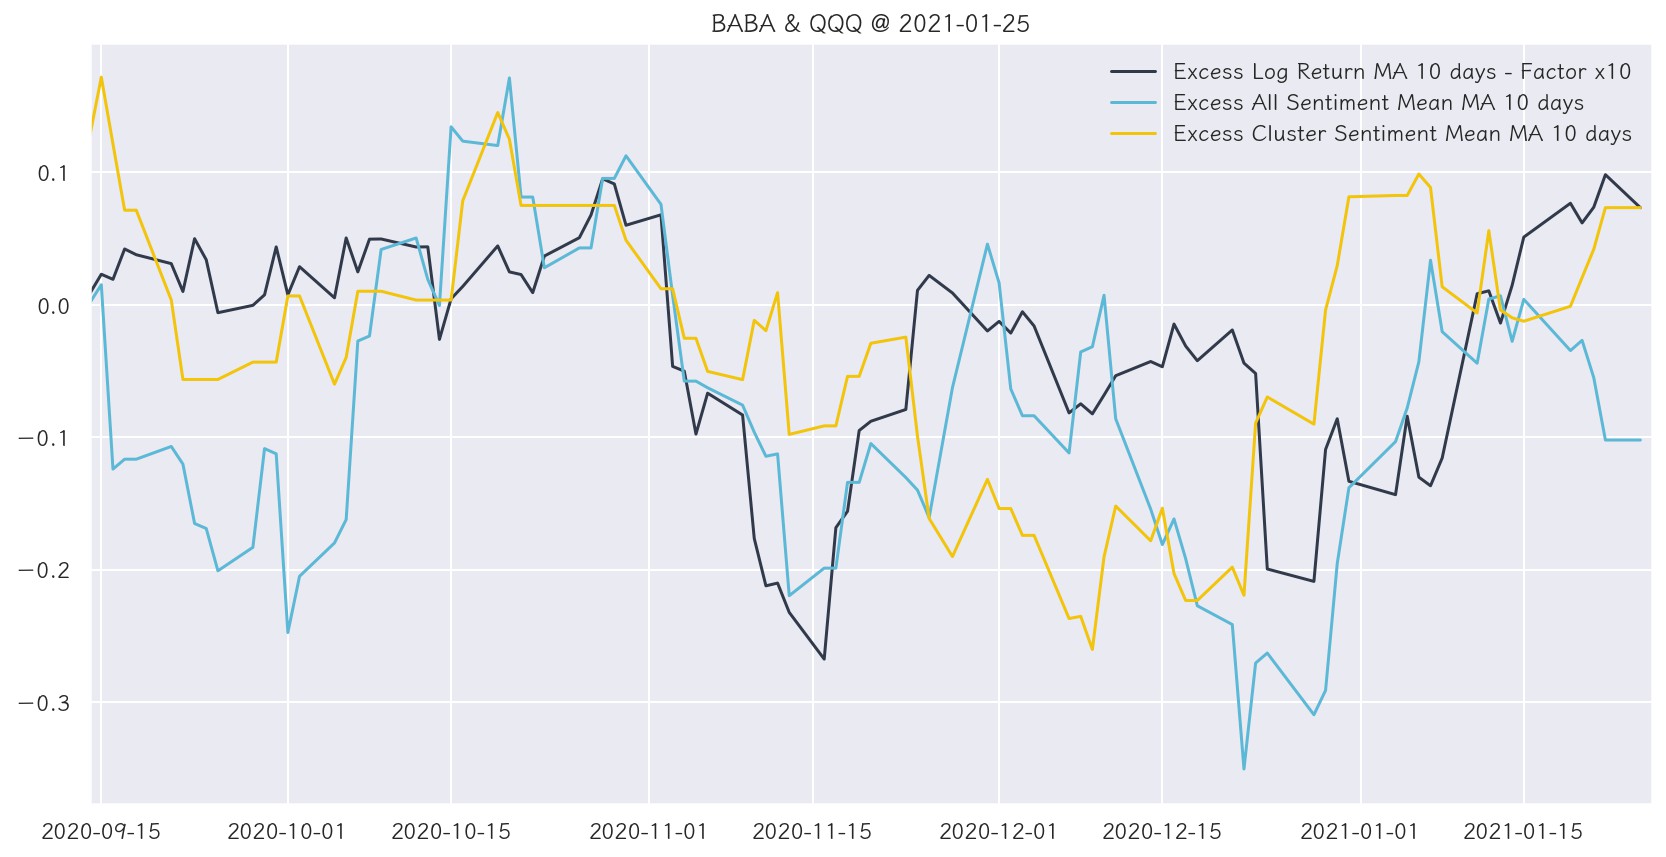 BABA & QQQ @ 2021-01-25
Excess Log Return MA 10 days - Factor x10
Excess All Sentiment Mean MA 10 days
Excess Cluster Sentiment Mean MA 10 days
0.1
0.0
−0.1
−0.2
−0.3
2020-09-15 2020-10-01 2020-10-15 2020-11-01 2020-11-15 2020-12-01 2020-12-15 2021-01-01 2021-01-15